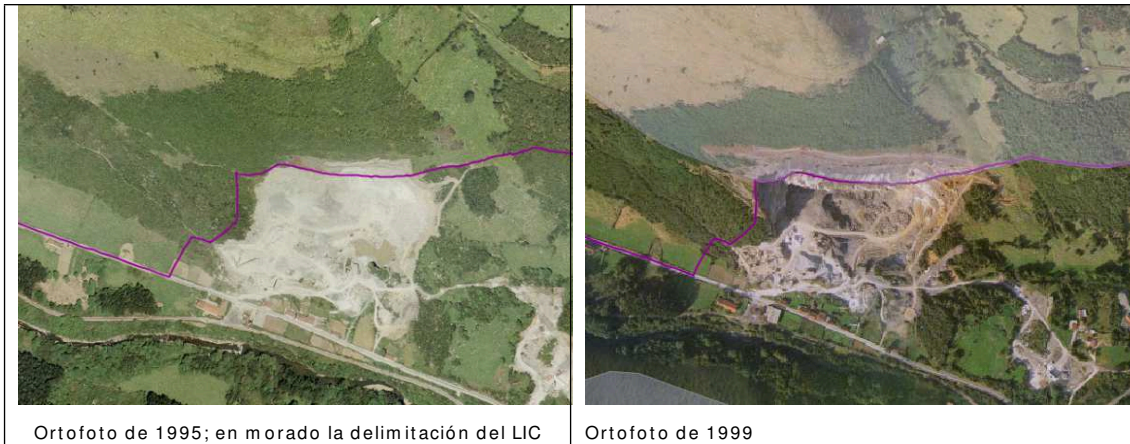 Ortofoto de 1995; en morado la delimitación del LIC
Ortofoto de 1999